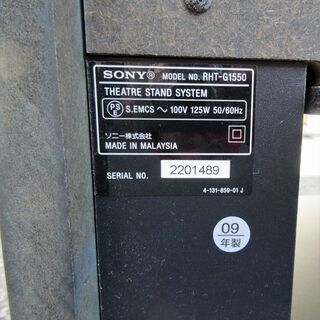 SONY® MODEL NO. RHT-G1550
THEATRE STAND SYSTEM
PS E S.EMCS ～ 100V 125W 50/60Hz
ソニー株式会社
MADE IN MALAYSIA
SERIAL NO. 2201489
4-131-859-01 J
09
年製